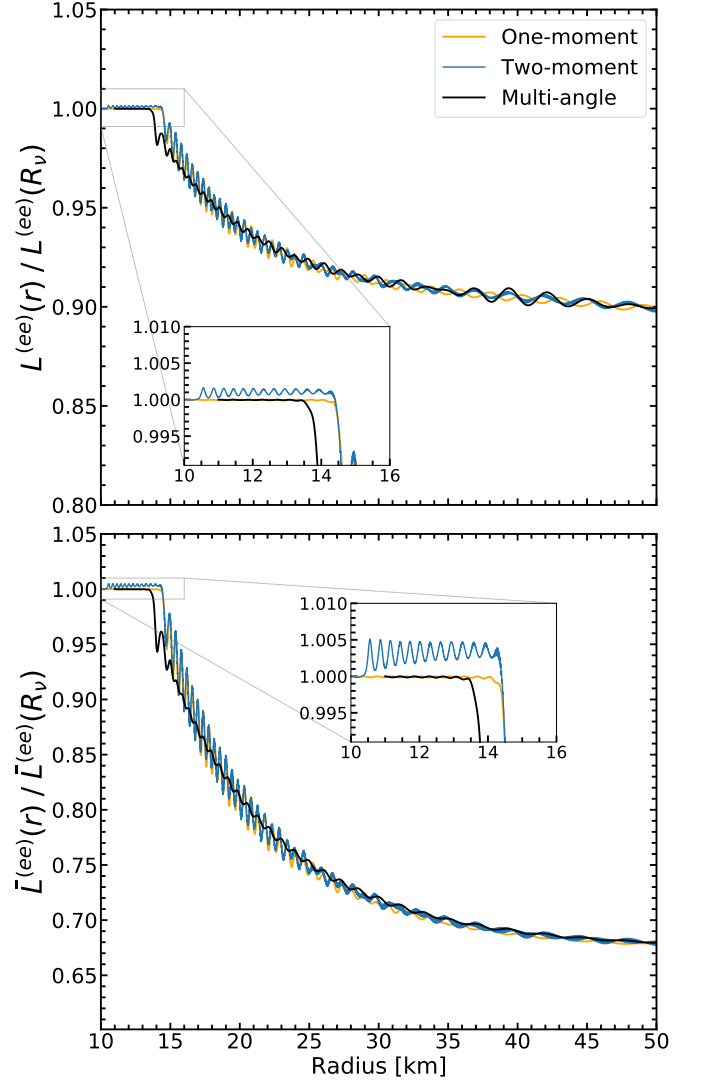 1.05
One-moment
Two-moment
Multi-angle
1.00
0.95
0.90
0.85
0.80
L^(ee)(r) / L^(ee)(R_ν)
1.010
1.005
1.000
0.995
10 12 14 16
1.05
1.00
0.95
0.90
0.85
0.80
0.75
0.70
0.65
L̄^(ee)(r) / L̄^(ee)(R_ν)
1.010
1.005
1.000
0.995
10 12 14 16
10 15 20 25 30 35 40 45 50
Radius [km]